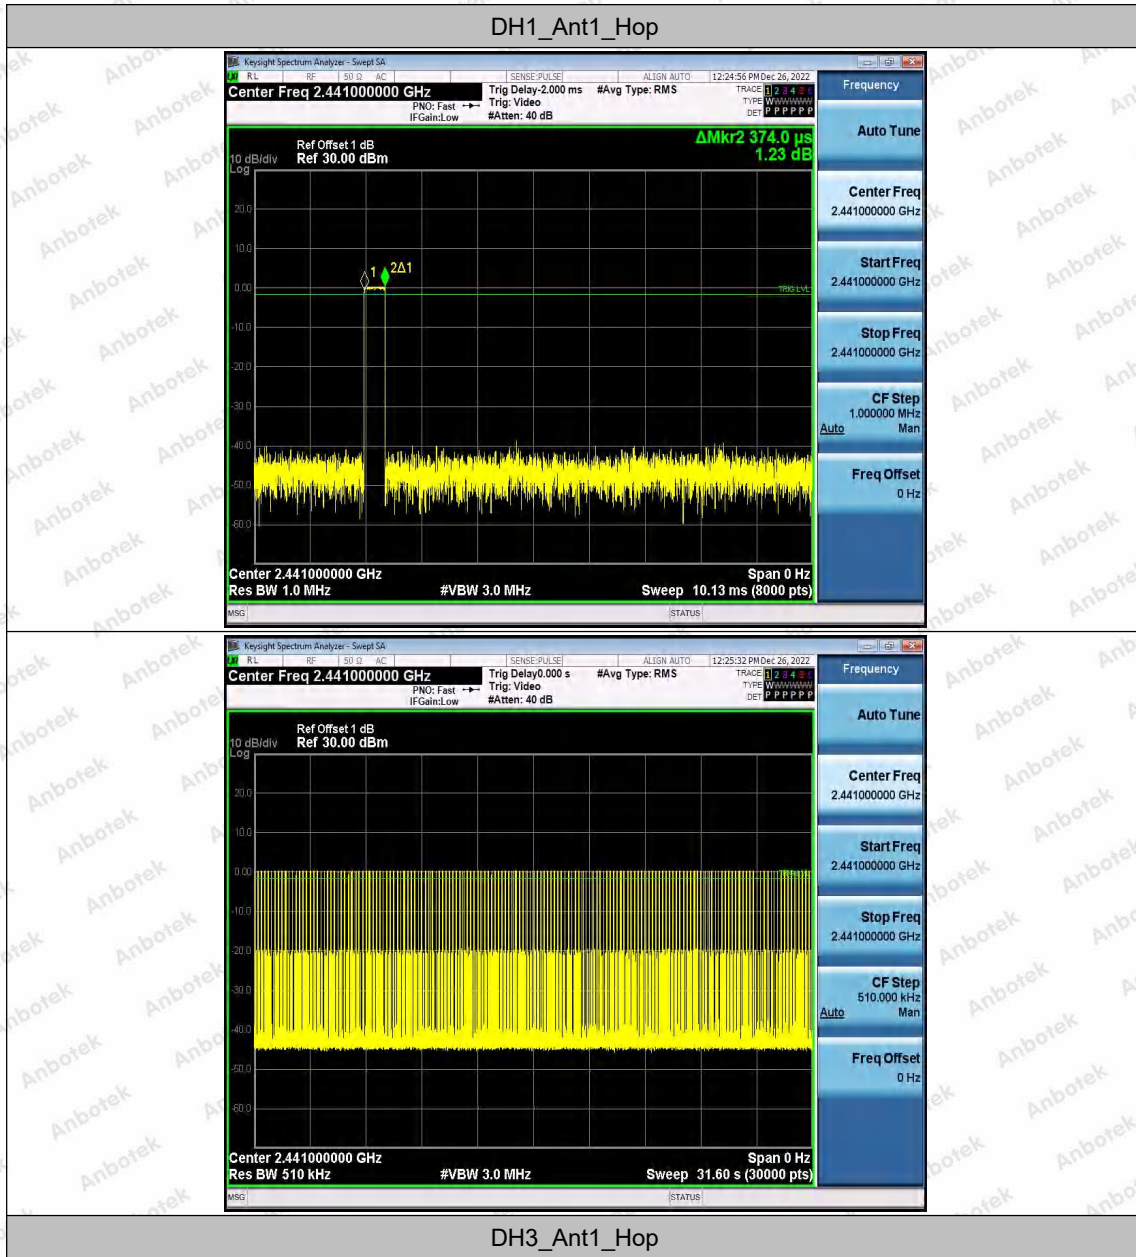 DH1_Ant1_Hop
Keysight Spectrum Analyzer - Swept SA
RL RF 50 Ω AC SENSE:PULSE ALIGN AUTO 12:24:56 PM Dec 26, 2022
Center Freq 2.441000000 GHz Trig Delay-2.000 ms #Avg Type: RMS TRACE 1 2 3 4 5 6
PNO: Fast Trig: Video TYPE WWWWWW
IFGain:Low #Atten: 40 dB DET P P P P P P
Frequency
Auto Tune
Center Freq
2.441000000 GHz
Start Freq
2.441000000 GHz
Stop Freq
2.441000000 GHz
CF Step
1.000000 MHz
Auto Man
Freq Offset
0 Hz
ΔMkr2 374.0 µs
1.23 dB
Ref Offset 1 dB
10 dB/div Ref 30.00 dBm
Log
20.0
10.0
0.00
-10.0
-20.0
-30.0
-40.0
-50.0
-60.0
1 2Δ1
TRIG LVL
Center 2.441000000 GHz Span 0 Hz
Res BW 1.0 MHz #VBW 3.0 MHz Sweep 10.13 ms (8000 pts)
MSG STATUS
Keysight Spectrum Analyzer - Swept SA
RL RF 50 Ω AC SENSE:PULSE ALIGN AUTO 12:25:32 PM Dec 26, 2022
Center Freq 2.441000000 GHz Trig Delay0.000 s #Avg Type: RMS TRACE 1 2 3 4 5 6
PNO: Fast Trig: Video TYPE WWWWWW
IFGain:Low #Atten: 40 dB DET P P P P P P
Frequency
Auto Tune
Center Freq
2.441000000 GHz
Start Freq
2.441000000 GHz
Stop Freq
2.441000000 GHz
CF Step
510.000 kHz
Auto Man
Freq Offset
0 Hz
Ref Offset 1 dB
10 dB/div Ref 30.00 dBm
Log
20.0
10.0
0.00
-10.0
-20.0
-30.0
-40.0
-50.0
-60.0
Center 2.441000000 GHz Span 0 Hz
Res BW 510 kHz #VBW 3.0 MHz Sweep 31.60 s (30000 pts)
MSG STATUS
DH3_Ant1_Hop
Anbotek